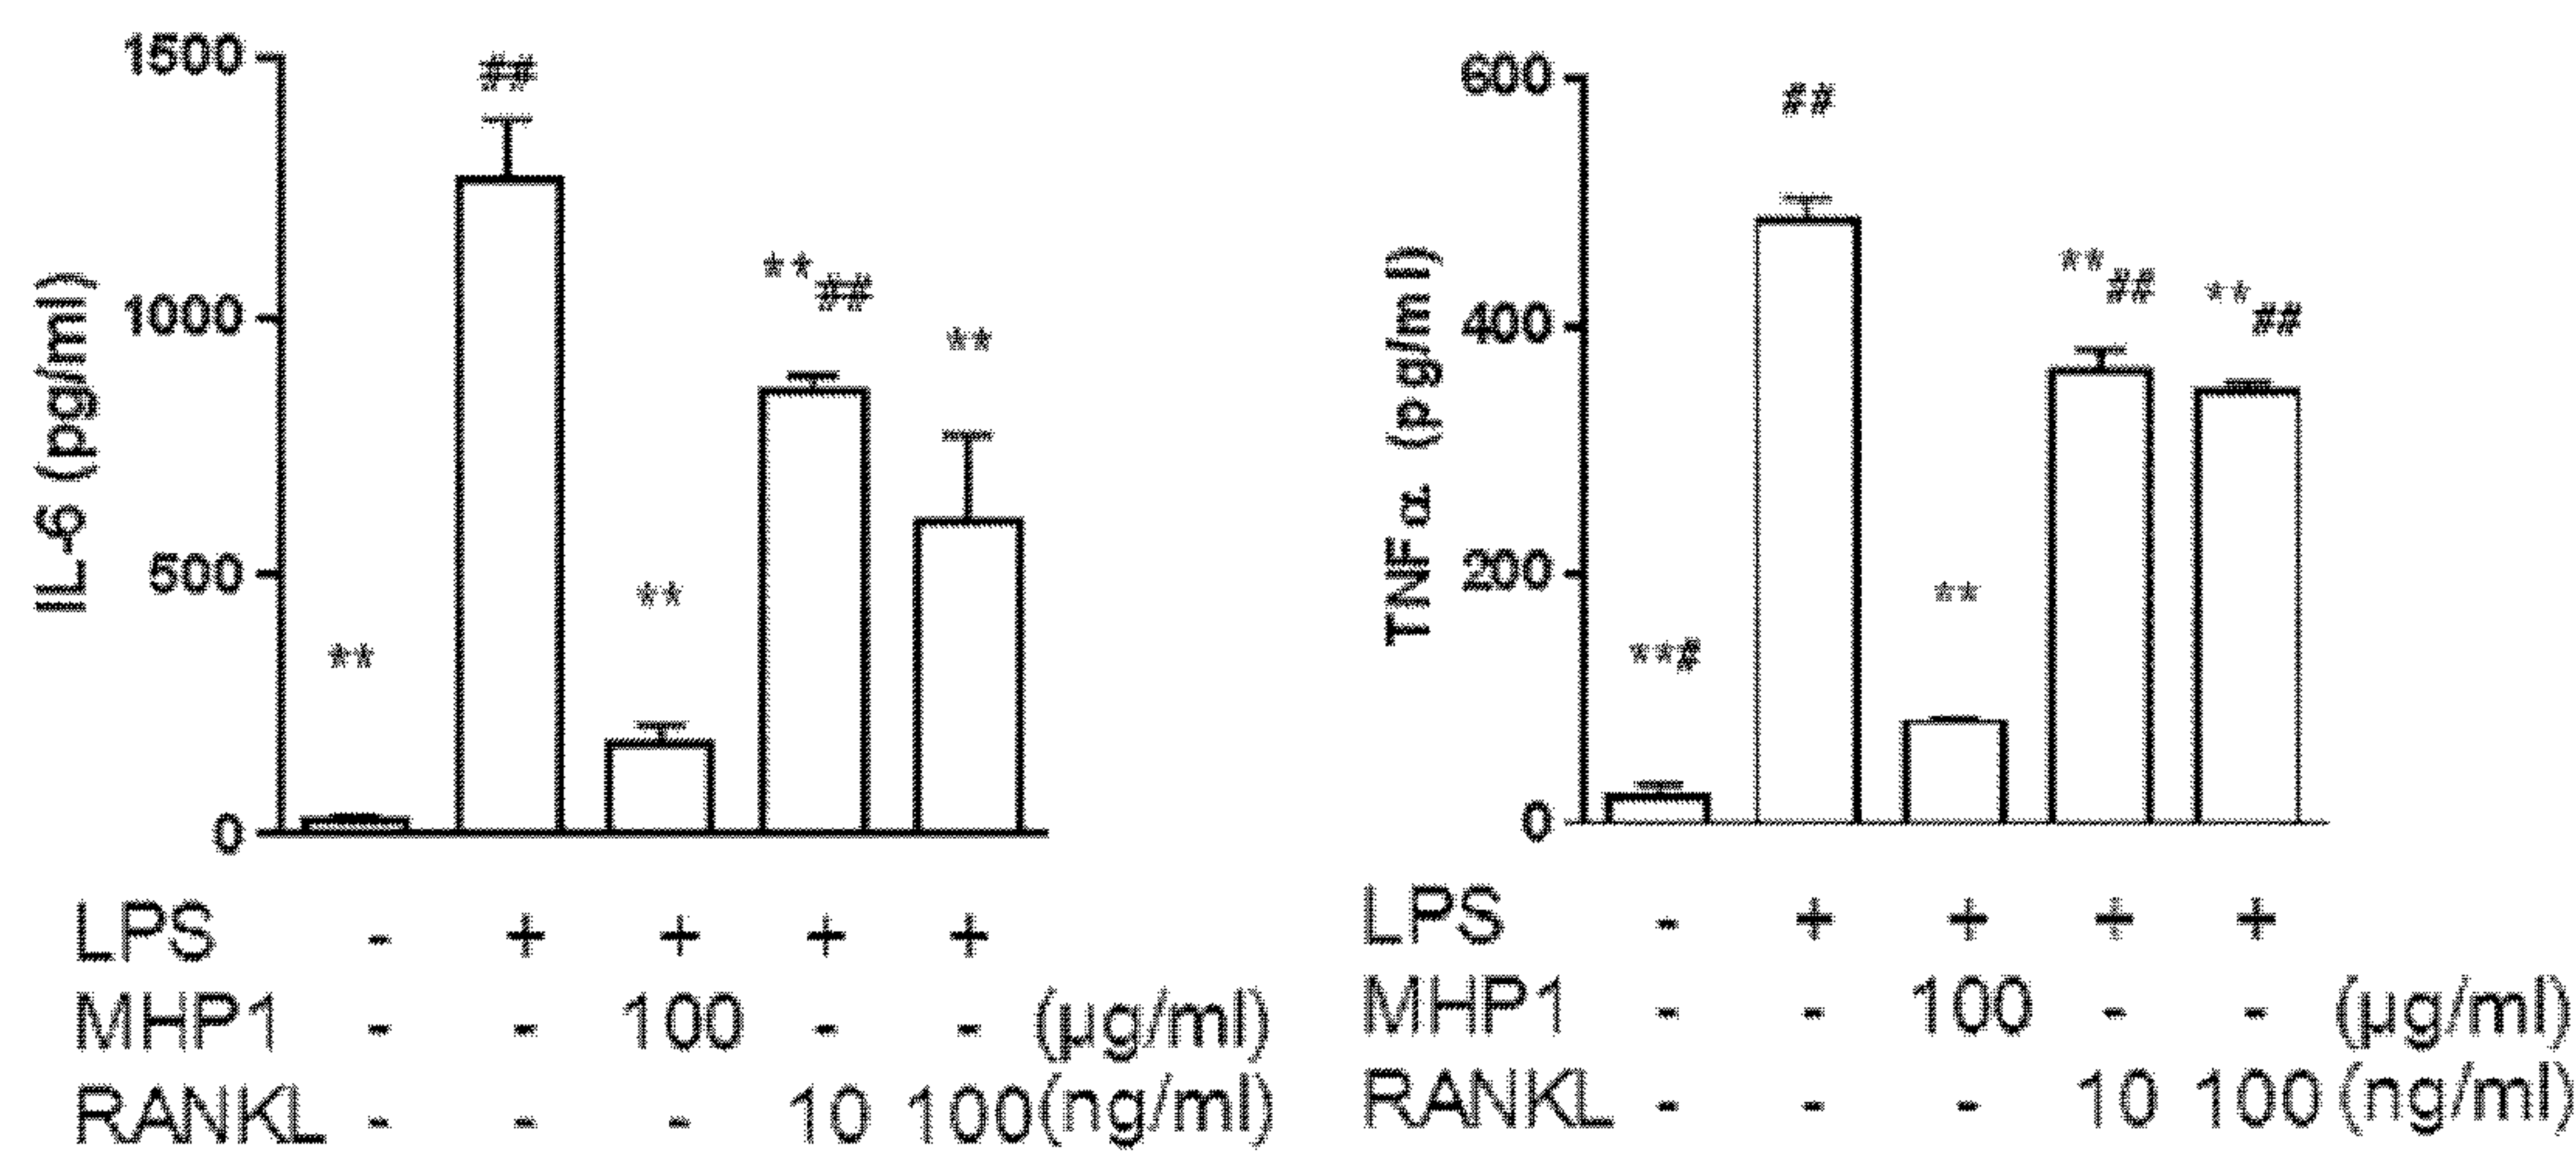 1500
##
**
##
1000
**
IL-6 (pg/ml)
500
**
**
0
LPS - + + + +
MHP1 - - 100 - - (µg/ml)
RANKL - - - 10 100 (ng/ml)
600
##
**
##
**
##
400
TNFα (pg/ml)
200
**
**#
0
LPS - + + + +
MHP1 - - 100 - - (µg/ml)
RANKL - - - 10 100 (ng/ml)